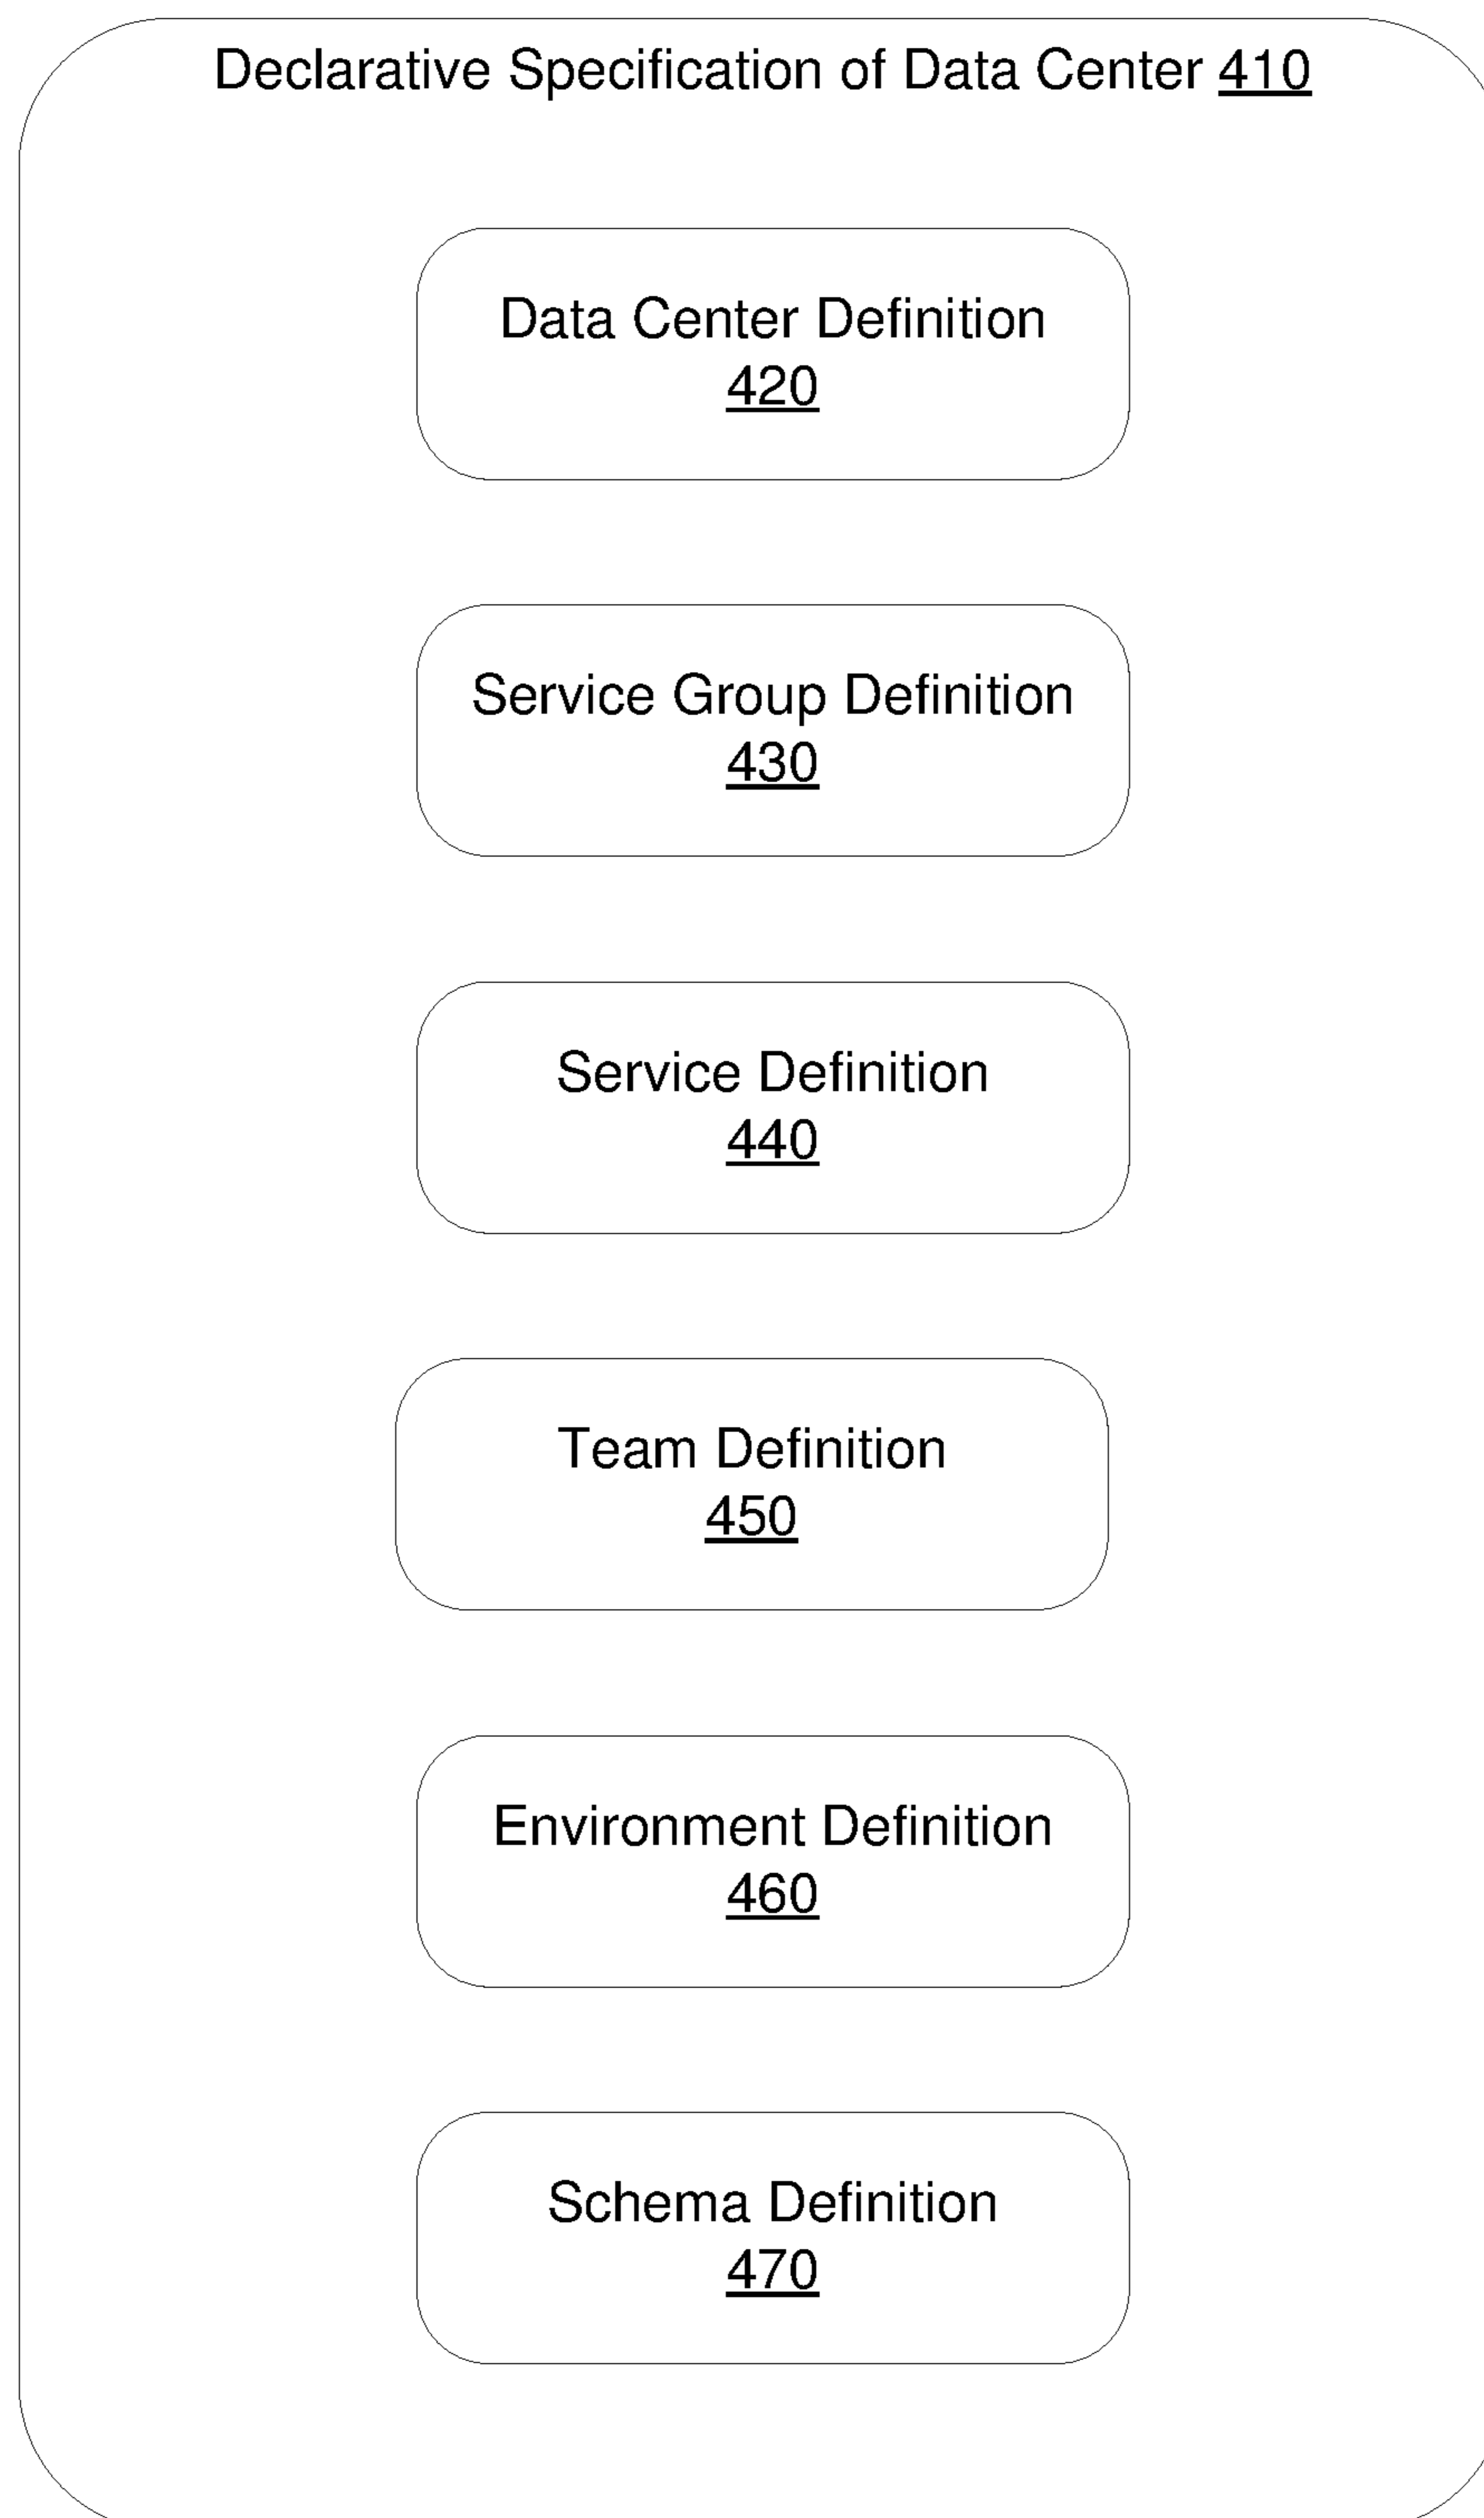 Declarative Specification of Data Center 410
Data Center Definition
420
Service Group Definition
430
Service Definition
440
Team Definition
450
Environment Definition
460
Schema Definition
470